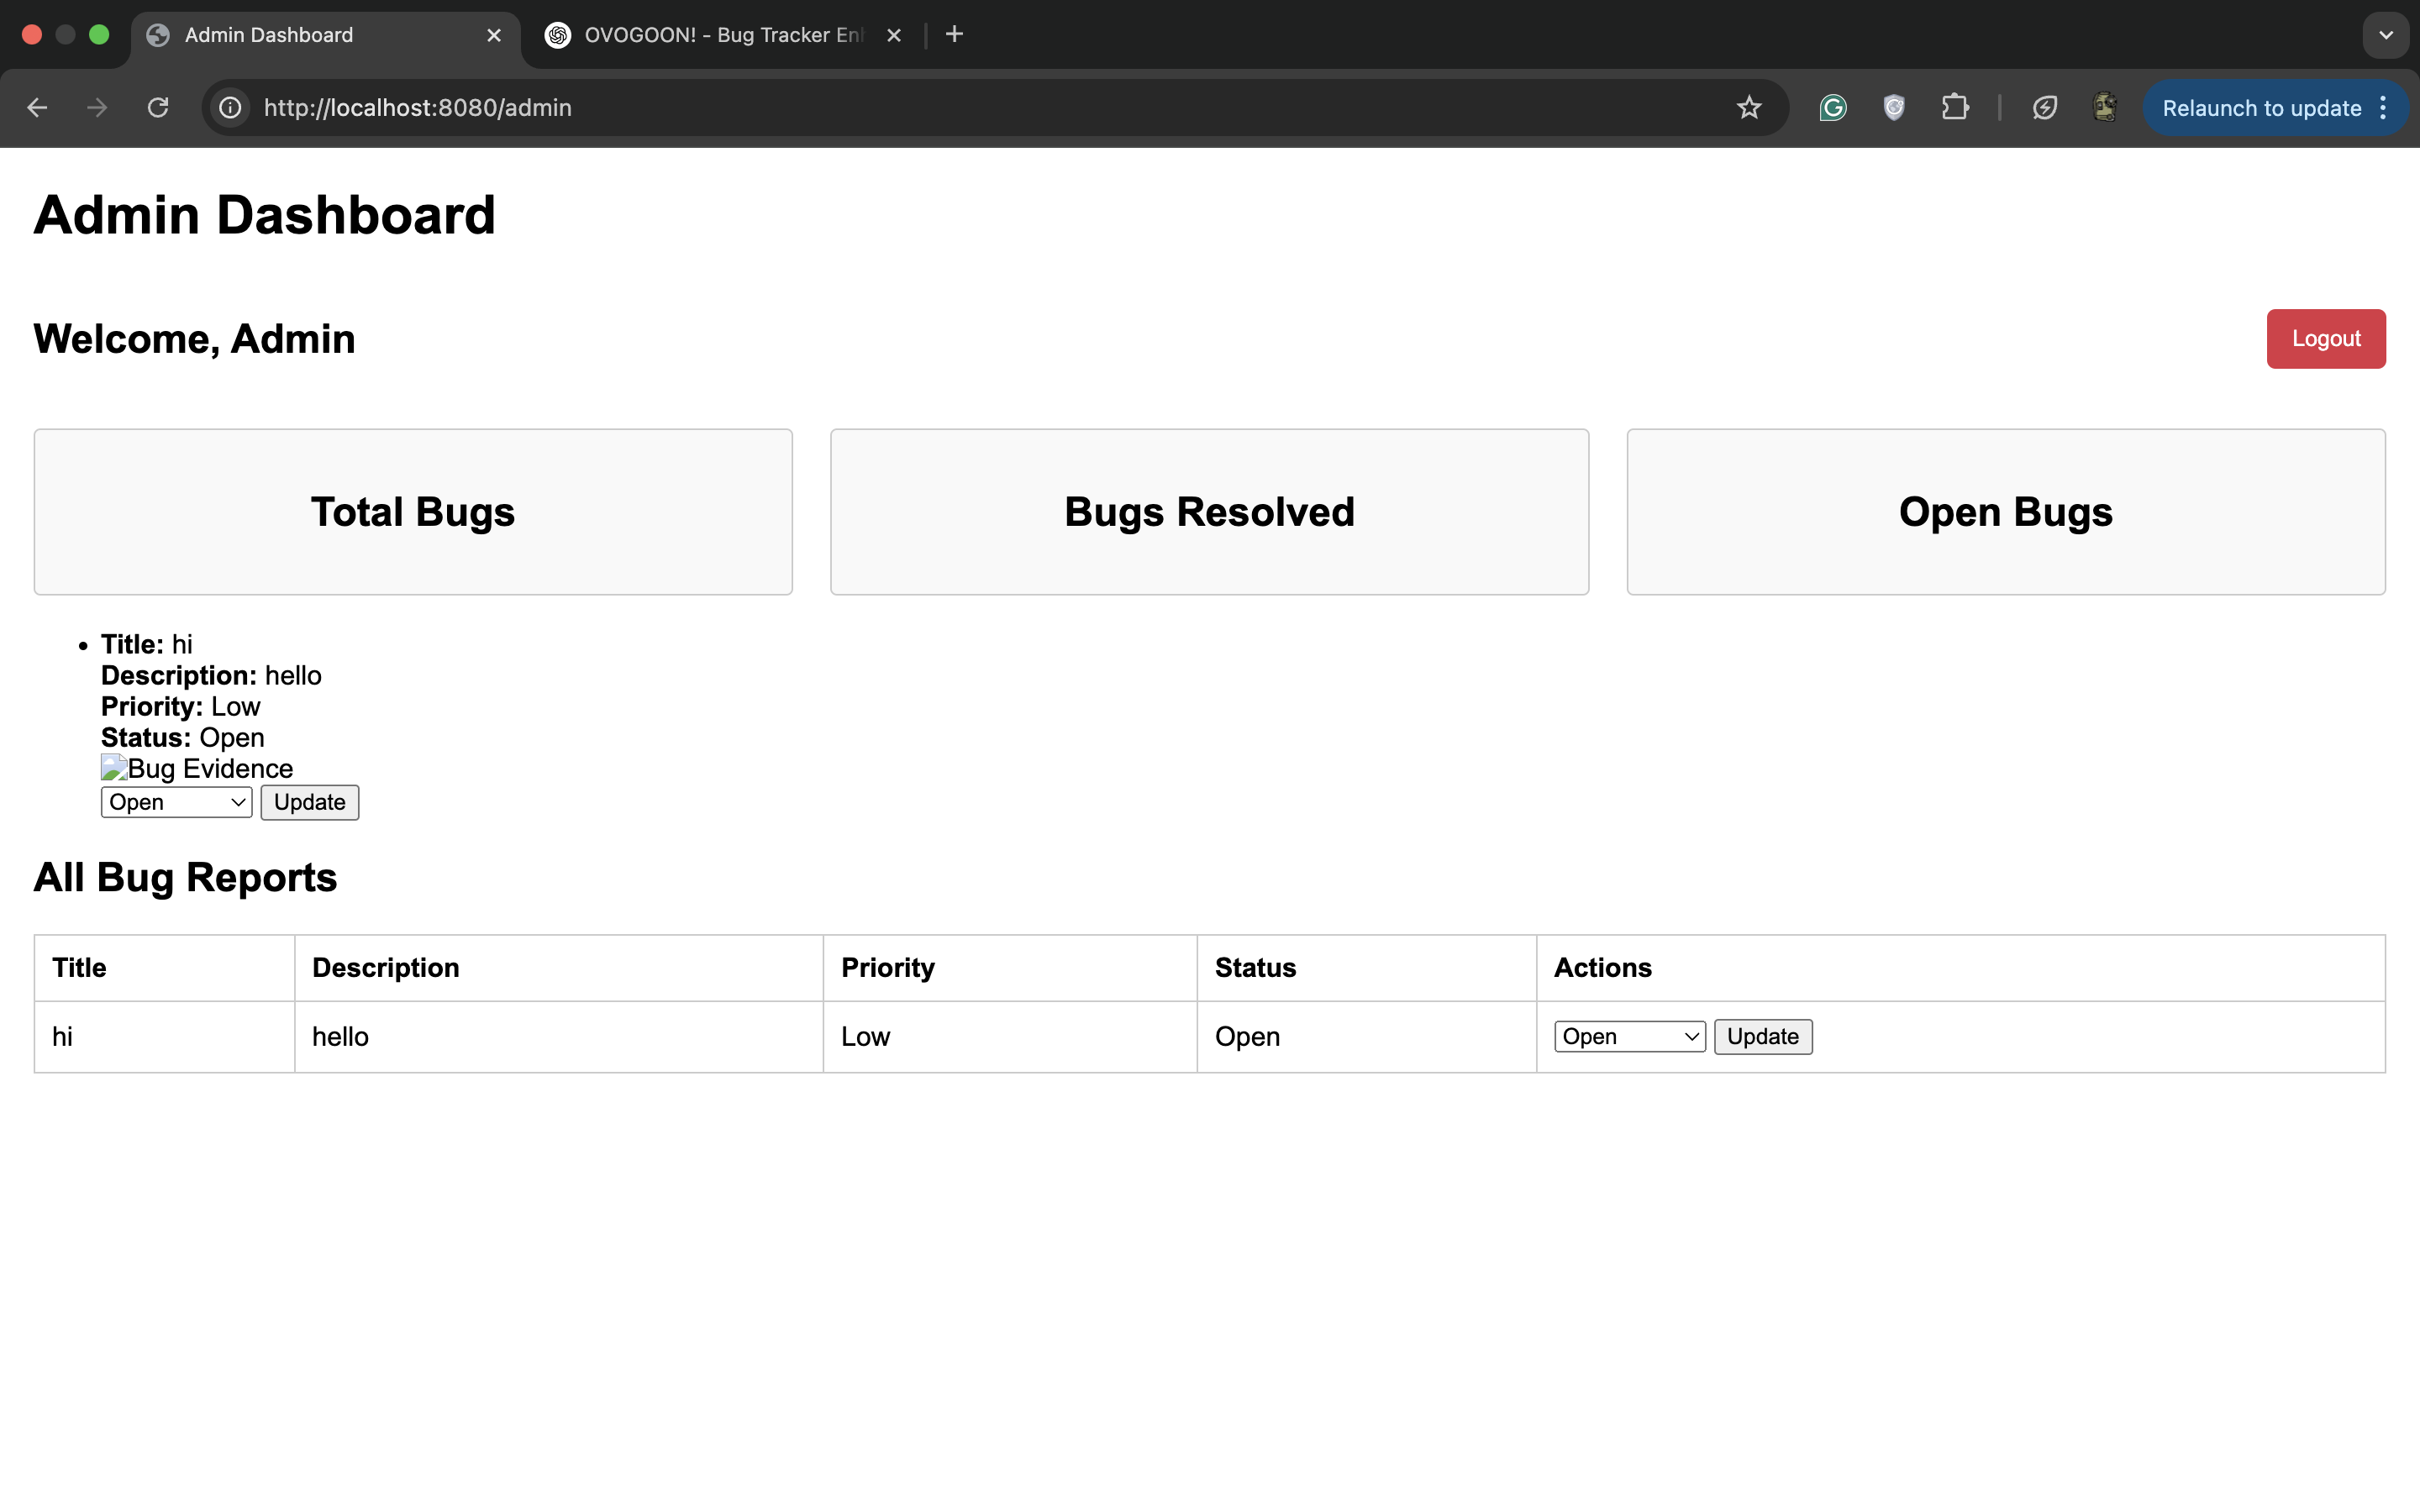 Admin Dashboard
OVOGOON! - Bug Tracker En
http://localhost:8080/admin
Relaunch to update
Admin Dashboard
Welcome, Admin
Logout
Total Bugs
Bugs Resolved
Open Bugs
Title: hi
Description: hello
Priority: Low
Status: Open
Bug Evidence
Open Update
All Bug Reports
Title Description Priority Status Actions
hi hello Low Open Open Update